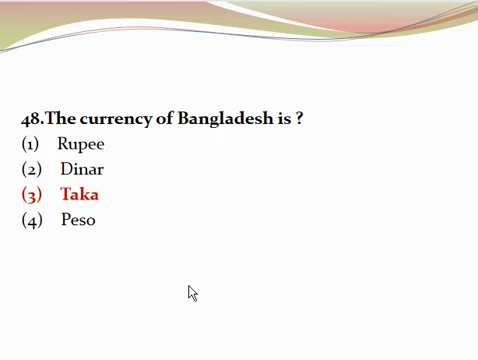 48.The currency of Bangladesh is ?
(1) Rupee
(2) Dinar
(3) Taka
(4) Peso